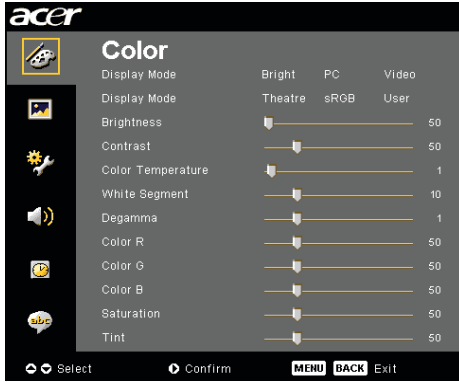 acer
Color
Display Mode Bright PC Video
Display Mode Theatre sRGB User
Brightness 50
Contrast 50
Color Temperature 1
White Segment 10
Degamma 1
Color R 50
Color G 50
Color B 50
Saturation 50
abc
Tint 50
Select Confirm MENU BACK Exit